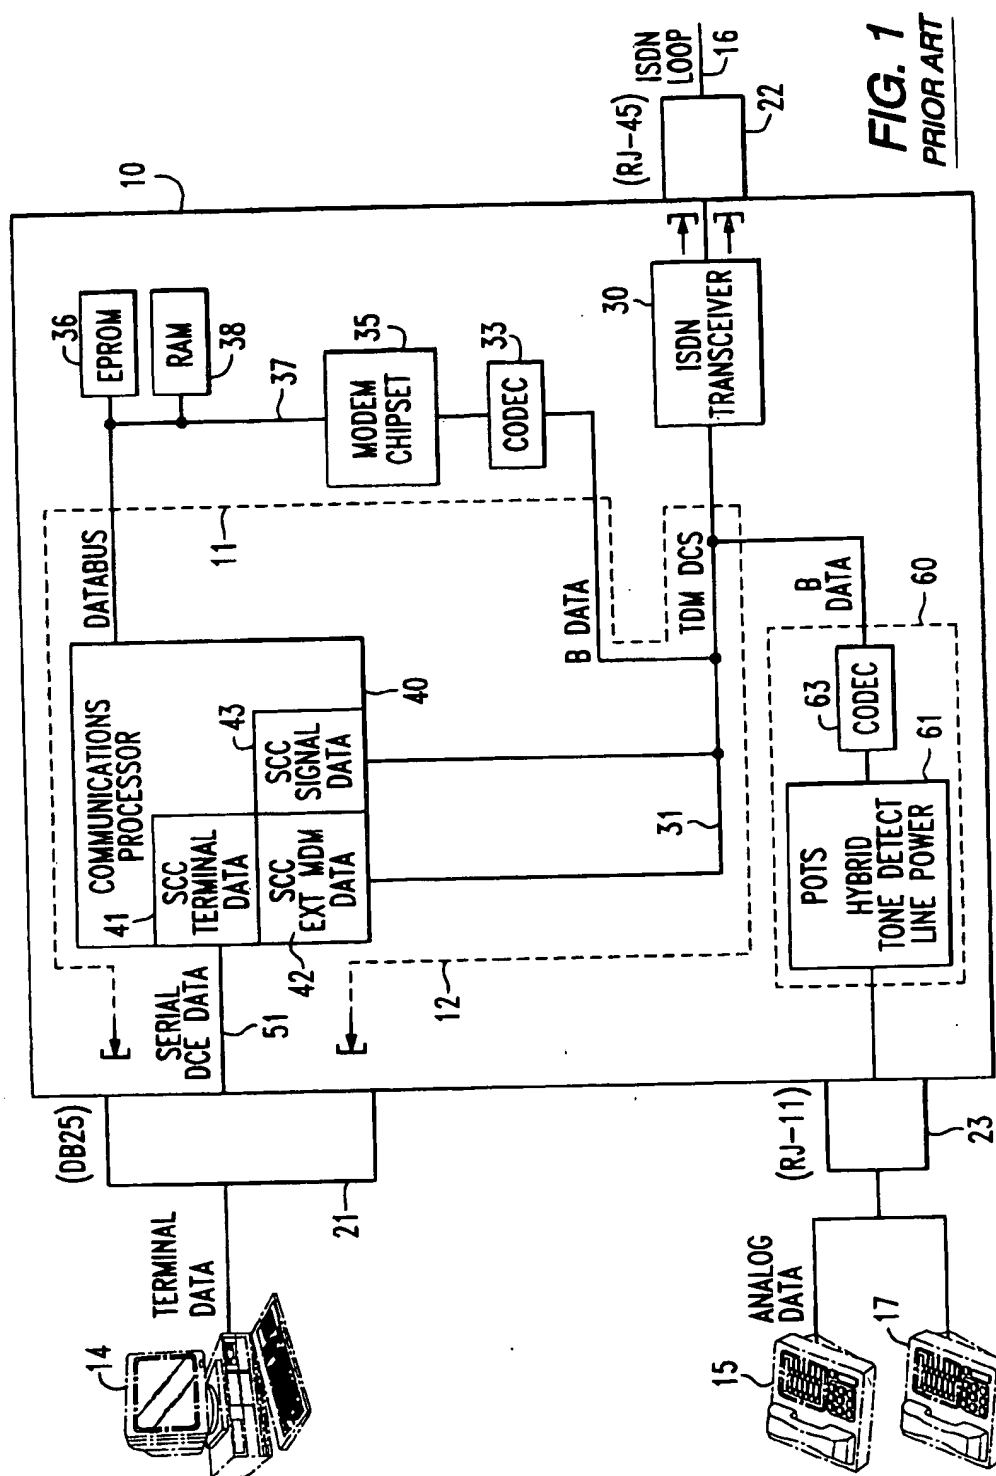 10
36
EPROM
RAM
38
37
35
MODEM
CHIPSET
33
CODEC
(RJ-45)
ISDN
LOOP
16
22
30
ISDN
TRANSCEIVER
DATABUS
11
B DATA
TDM DCS
COMMUNICATIONS
PROCESSOR
40
41
SCC
TERMINAL
DATA
43
SCC
SIGNAL
DATA
SCC
EXT MDM
DATA
42
31
12
SERIAL
DCE DATA
51
B
DATA
60
63
CODEC
61
POTS
HYBRID
TONE DETECT
LINE POWER
(DB25)
21
TERMINAL
DATA
14
(RJ-11)
23
ANALOG
DATA
15
17
FIG. 1
PRIOR ART